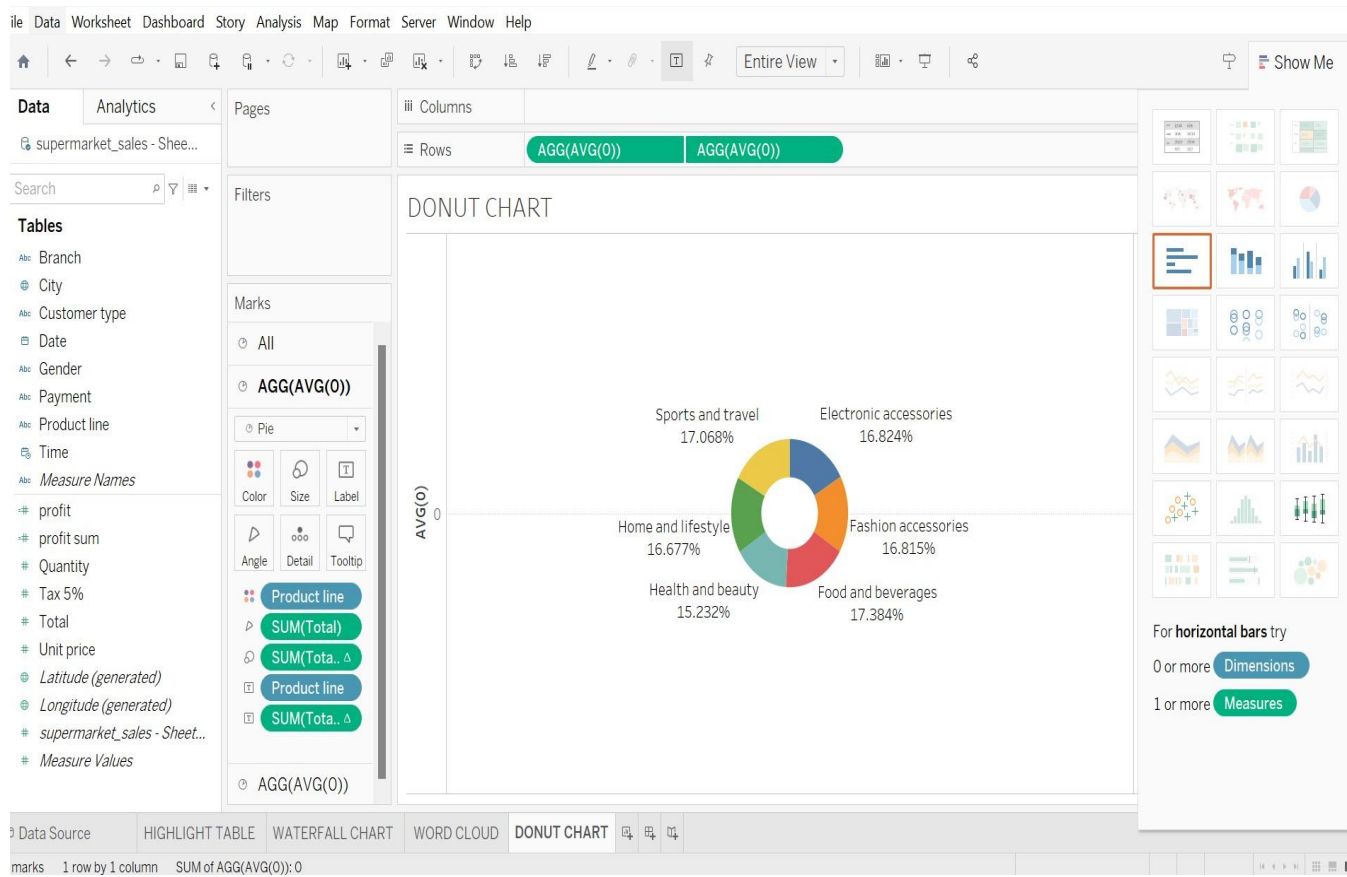 ile Data Worksheet Dashboard Story Analysis Map Format Server Window Help
Entire View
Show Me
Data Analytics
supermarket_sales - Shee...
Search
Tables
Abc Branch
City
Abc Customer type
Date
Abc Gender
Abc Payment
Abc Product line
Time
Abc Measure Names
# profit
# profit sum
# Quantity
# Tax 5%
# Total
# Unit price
Latitude (generated)
Longitude (generated)
# supermarket_sales - Sheet...
# Measure Values
Pages
Filters
Marks
All
AGG(AVG(0))
Pie
Color Size Label
Angle Detail Tooltip
Product line
SUM(Total)
SUM(Tota.. Δ
Product line
SUM(Tota.. Δ
AGG(AVG(0))
iii Columns
Rows AGG(AVG(0)) AGG(AVG(0))
DONUT CHART
AVG(0)
0
Sports and travel
17.068%
Electronic accessories
16.824%
Home and lifestyle
16.677%
Fashion accessories
16.815%
Health and beauty
15.232%
Food and beverages
17.384%
For horizontal bars try
0 or more Dimensions
1 or more Measures
Data Source HIGHLIGHT TABLE WATERFALL CHART WORD CLOUD DONUT CHART
marks 1 row by 1 column SUM of AGG(AVG(0)): 0